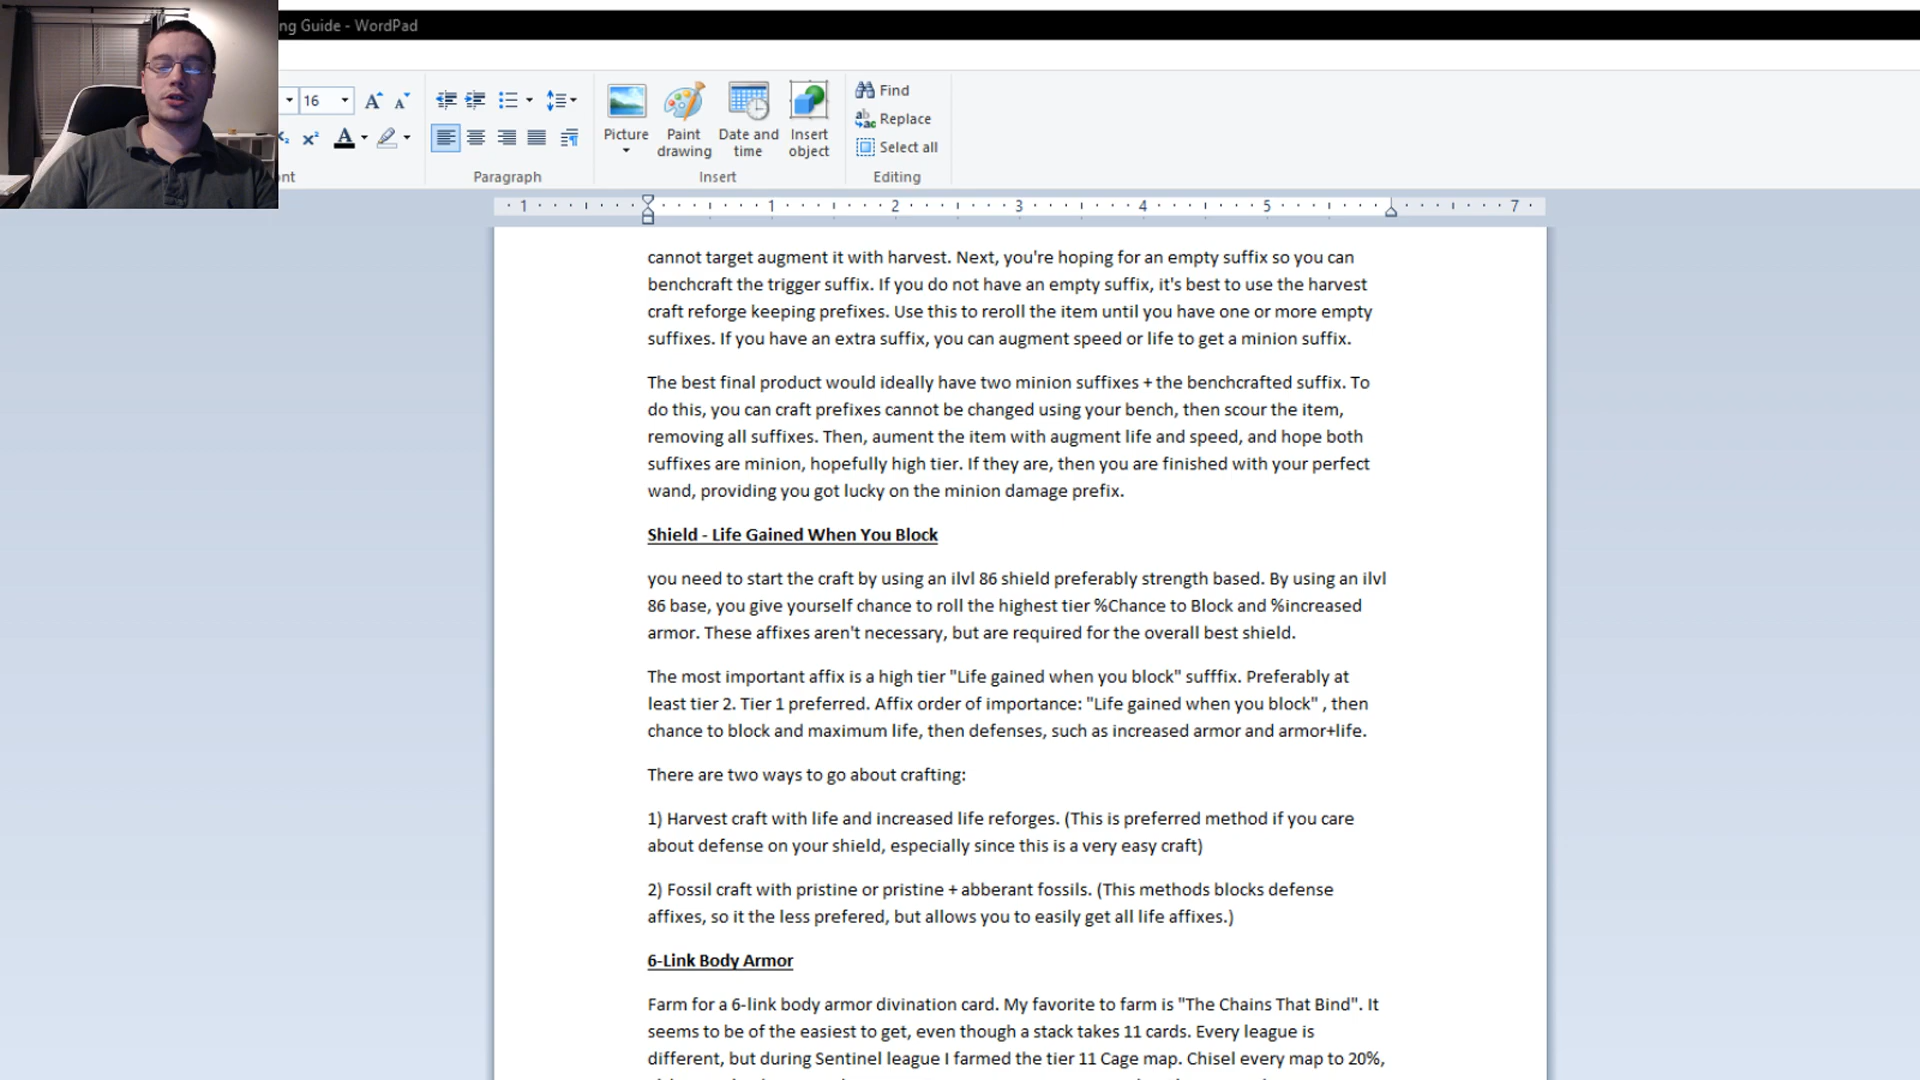 ng Guide - WordPad
16
Picture
Paint drawing
Date and time
Insert object
Find
Replace
Select all
nt
Paragraph
Insert
Editing
1 1 2 3 4 5 7
cannot target augment it with harvest. Next, you're hoping for an empty suffix so you can
benchcraft the trigger suffix. If you do not have an empty suffix, it's best to use the harvest
craft reforge keeping prefixes. Use this to reroll the item until you have one or more empty
suffixes. If you have an extra suffix, you can augment speed or life to get a minion suffix.
The best final product would ideally have two minion suffixes + the benchcrafted suffix. To
do this, you can craft prefixes cannot be changed using your bench, then scour the item,
removing all suffixes. Then, aument the item with augment life and speed, and hope both
suffixes are minion, hopefully high tier. If they are, then you are finished with your perfect
wand, providing you got lucky on the minion damage prefix.
Shield - Life Gained When You Block
you need to start the craft by using an ilvl 86 shield preferably strength based. By using an ilvl
86 base, you give yourself chance to roll the highest tier %Chance to Block and %increased
armor. These affixes aren't necessary, but are required for the overall best shield.
The most important affix is a high tier "Life gained when you block" sufffix. Preferably at
least tier 2. Tier 1 preferred. Affix order of importance: "Life gained when you block" , then
chance to block and maximum life, then defenses, such as increased armor and armor+life.
There are two ways to go about crafting:
1) Harvest craft with life and increased life reforges. (This is preferred method if you care
about defense on your shield, especially since this is a very easy craft)
2) Fossil craft with pristine or pristine + abberant fossils. (This methods blocks defense
affixes, so it the less prefered, but allows you to easily get all life affixes.)
6-Link Body Armor
Farm for a 6-link body armor divination card. My favorite to farm is "The Chains That Bind". It
seems to be of the easiest to get, even though a stack takes 11 cards. Every league is
different, but during Sentinel league I farmed the tier 11 Cage map. Chisel every map to 20%,